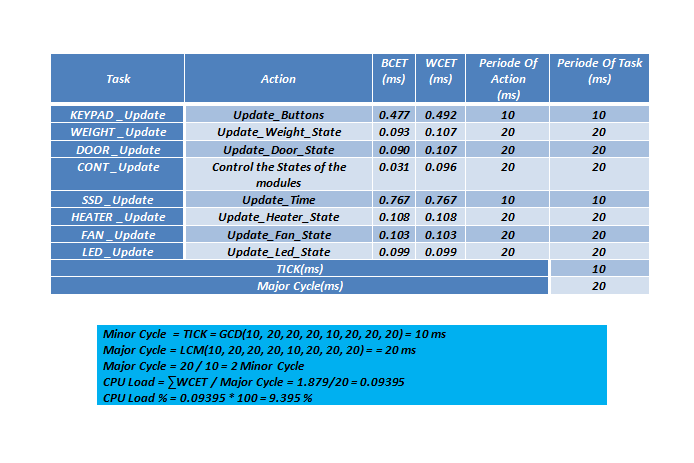 Task Action BCET (ms) WCET (ms) Periode Of Action (ms) Periode Of Task (ms)
KEYPAD _Update Update_Buttons 0.477 0.492 10 10
WEIGHT _Update Update_Weight_State 0.093 0.107 20 20
DOOR _Update Update_Door_State 0.090 0.107 20 20
CONT _Update Control the States of the modules 0.031 0.096 20 20
SSD _Update Update_Time 0.767 0.767 10 10
HEATER _Update Update_Heater_State 0.108 0.108 20 20
FAN _Update Update_Fan_State 0.103 0.103 20 20
LED _Update Update_Led_State 0.099 0.099 20 20
TICK(ms) 10
Major Cycle(ms) 20
Minor Cycle = TICK = GCD(10, 20, 20, 20, 10, 20, 20, 20) = 10 ms
Major Cycle = LCM(10, 20, 20, 20, 10, 20, 20, 20) = = 20 ms
Major Cycle = 20 / 10 = 2 Minor Cycle
CPU Load = ∑WCET / Major Cycle = 1.879/20 = 0.09395
CPU Load % = 0.09395 * 100 = 9.395 %